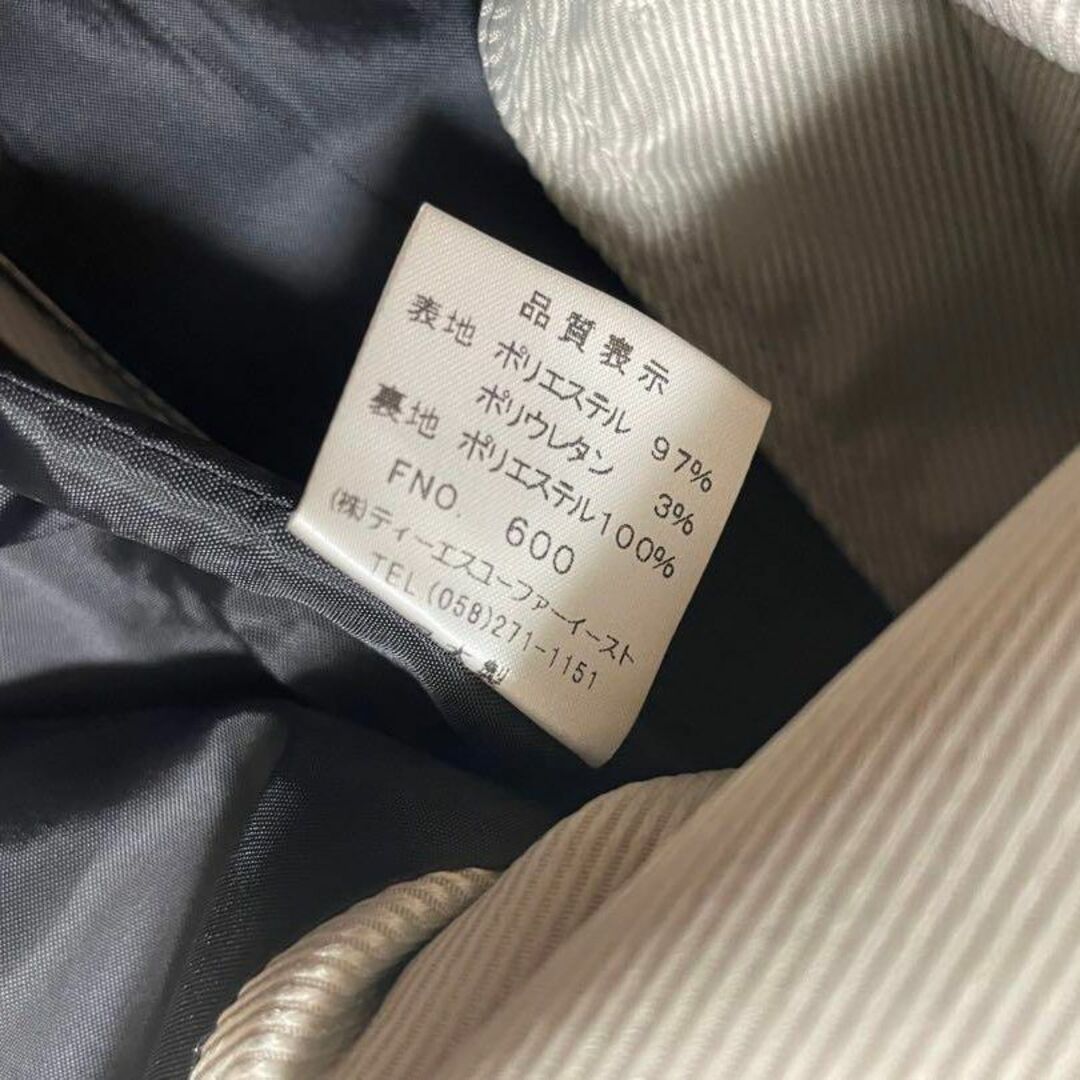 品質表示
表地 ポリエステル 97%
ポリウレタン 3%
裏地 ポリエステル100%
FNO. 600
(株)ティーエスユーファーイースト
TEL(058)271-1151
製